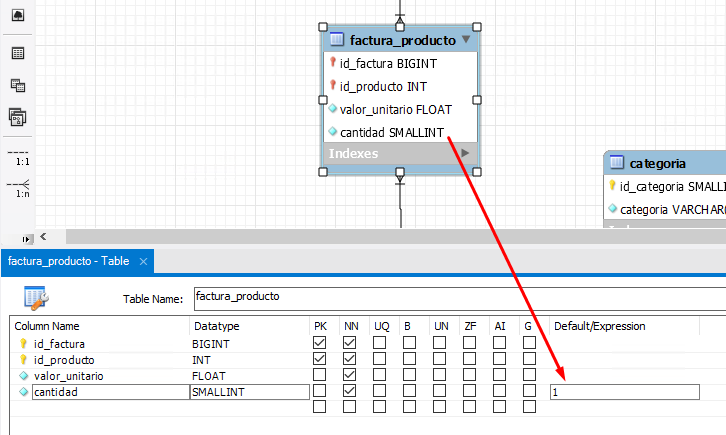 factura_producto
id_factura BIGINT
id_producto INT
valor_unitario FLOAT
cantidad SMALLINT
Indexes
categoria
id_categoria SMALLI
categoria VARCHAR
1:1
1:n
factura_producto - Table
Table Name: factura_producto
Column Name Datatype PK NN UQ B UN ZF AI G Default/Expression
id_factura BIGINT
id_producto INT
valor_unitario FLOAT
cantidad SMALLINT 1